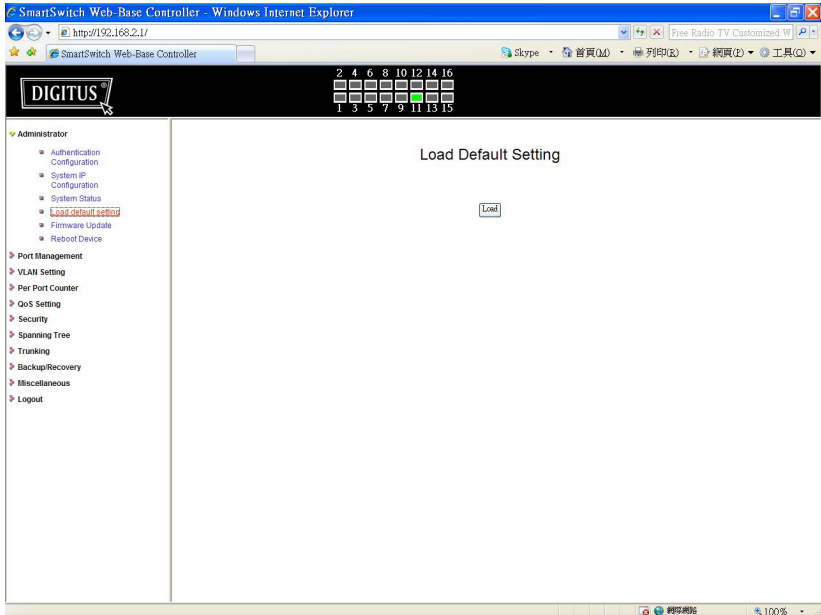 SmartSwitch Web-Base Controller - Windows Internet Explorer
http://192.168.2.1/
Free Radio TV Customized W
SmartSwitch Web-Base Controller
Skype 首頁(M) 列印(R) 網頁(P) 工具(O)
DIGITUS®
2 4 6 8 10 12 14 16
1 3 5 7 9 11 13 15
Administrator
Authentication
Configuration
System IP
Configuration
System Status
Load default setting
Firmware Update
Reboot Device
Port Management
VLAN Setting
Per Port Counter
QoS Setting
Security
Spanning Tree
Trunking
Backup/Recovery
Miscellaneous
Logout
Load Default Setting
Load
網際網路
100%